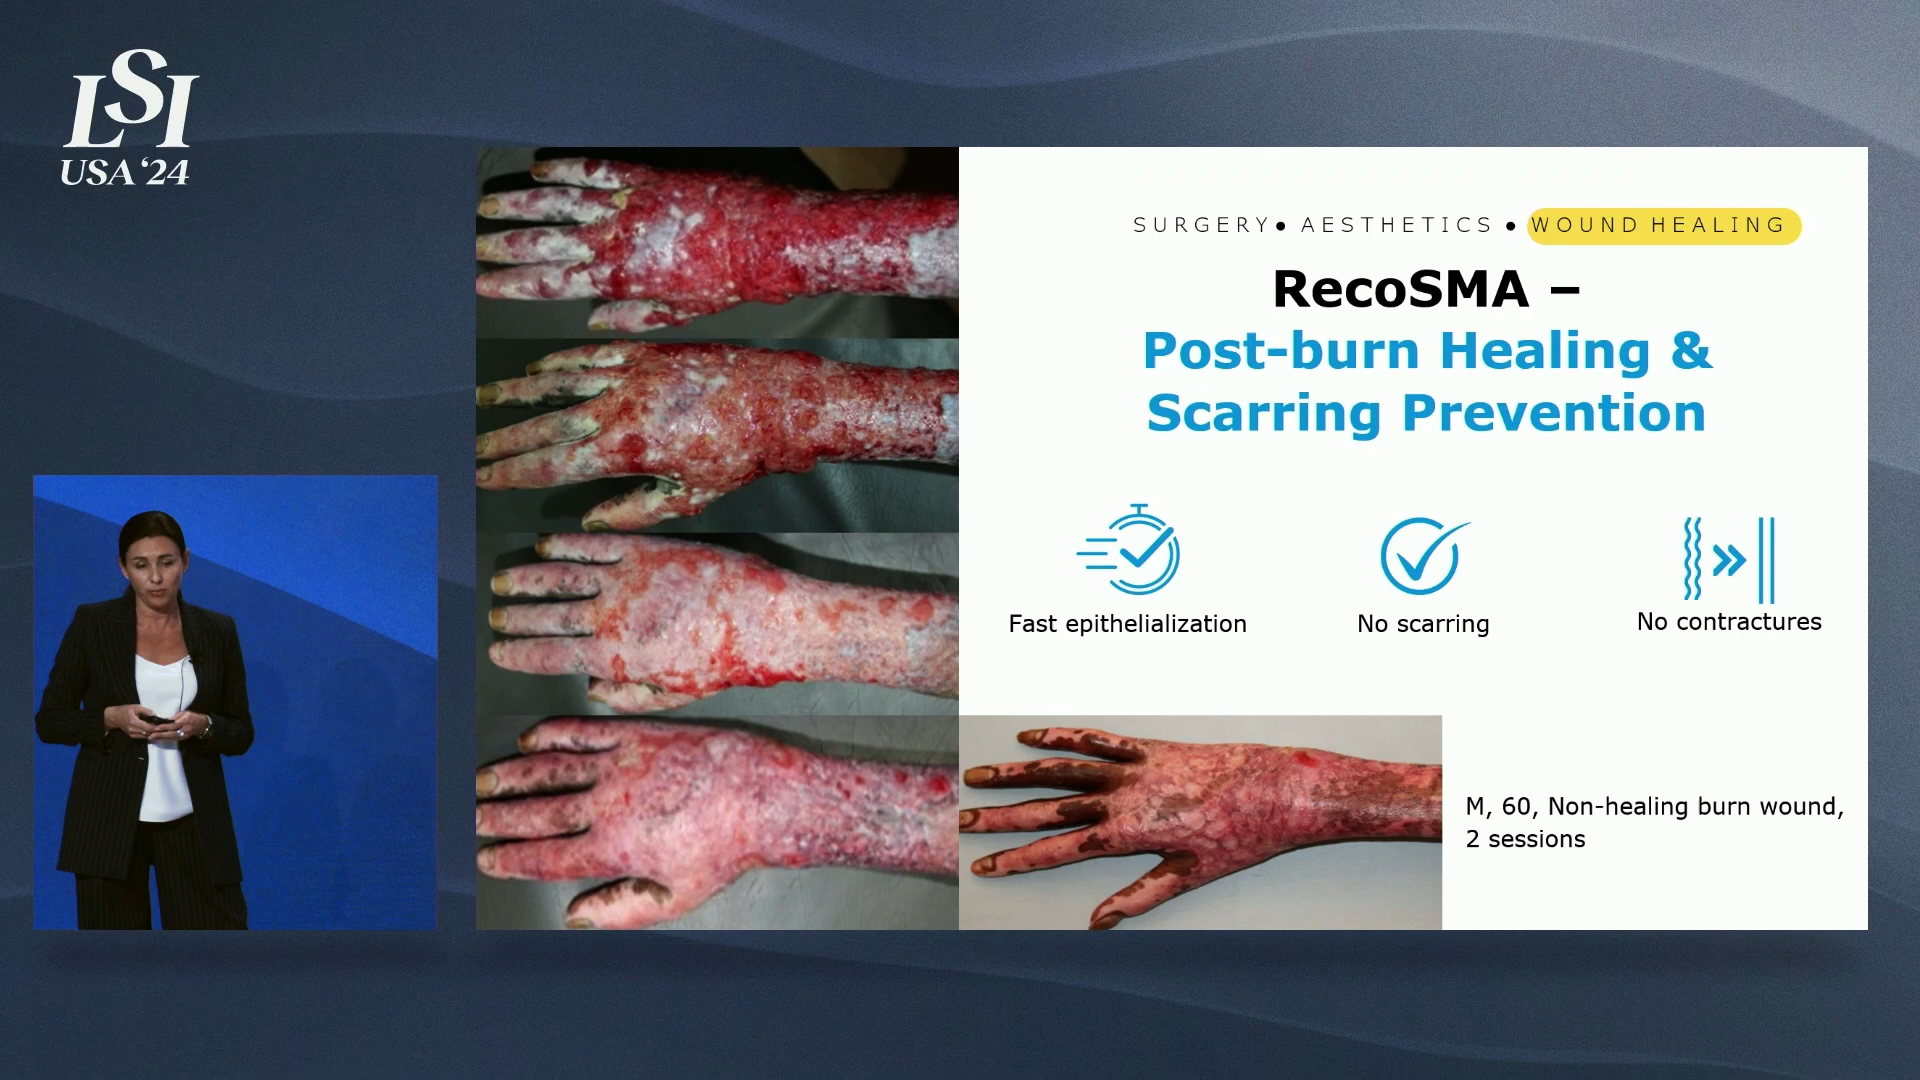 LSI
USA '24
SURGERY● AESTHETICS ● WOUND HEALING
RecoSMA –
Post-burn Healing &
Scarring Prevention
Fast epithelialization
No scarring
No contractures
M, 60, Non-healing burn wound,
2 sessions